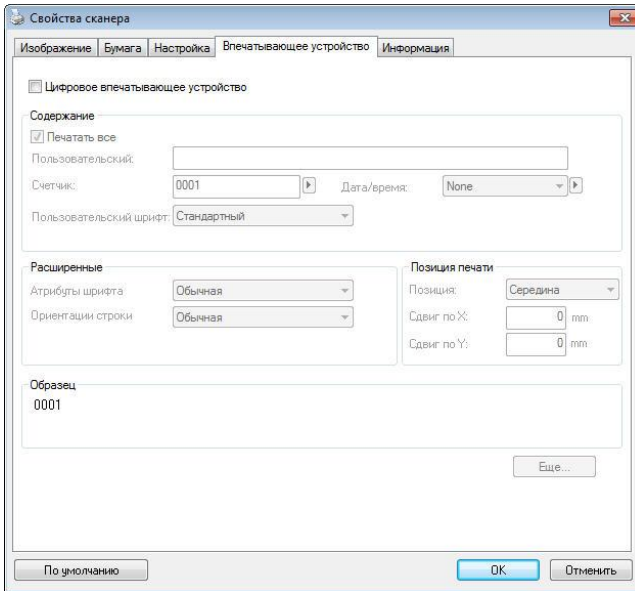 Свойства сканера
Изображение Бумага Настройка Впечатывающее устройство Информация
Цифровое впечатывающее устройство
Содержание
Печатать все
Пользовательский:
Счетчик: 0001 Дата/время: None
Пользовательский шрифт: Стандартный
Расширенные
Атрибуты шрифта Обычная
Ориентации строки Обычная
Позиция печати
Позиция: Середина
Сдвиг по X: 0 mm
Сдвиг по Y: 0 mm
Образец
0001
Еще...
По умолчанию OK Отменить